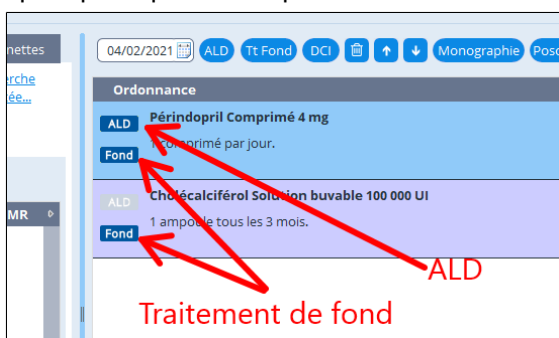 nettes
04/02/2021 ALD Tt Fond DCI Monographie Poso
erche
ée...
Ordonnance
ALD Périndopril Comprimé 4 mg
Fond 1 comprimé par jour.
ALD Cholécalciférol Solution buvable 100 000 UI
MR
Fond 1 ampoule tous les 3 mois.
ALD
Traitement de fond